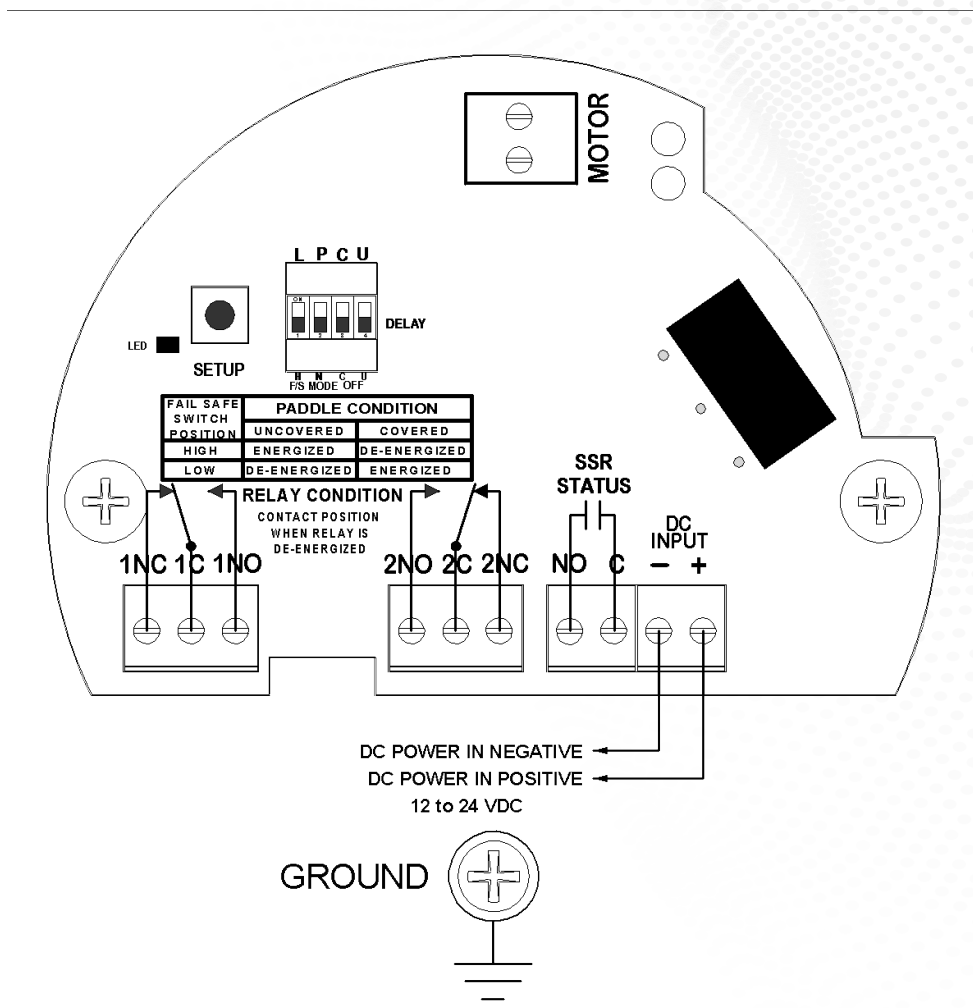 MOTOR
L P C U
ON
1 2 3 4
DELAY
LED
SETUP
H N C U
F/S MODE OFF
FAIL SAFE SWITCH POSITION
PADDLE CONDITION
UNCOVERED COVERED
HIGH ENERGIZED DE-ENERGIZED
LOW DE-ENERGIZED ENERGIZED
RELAY CONDITION
CONTACT POSITION
WHEN RELAY IS
DE-ENERGIZED
SSR
STATUS
DC
INPUT
1NC 1C 1NO
2NO 2C 2NC
NO C
− +
DC POWER IN NEGATIVE
DC POWER IN POSITIVE
12 to 24 VDC
GROUND